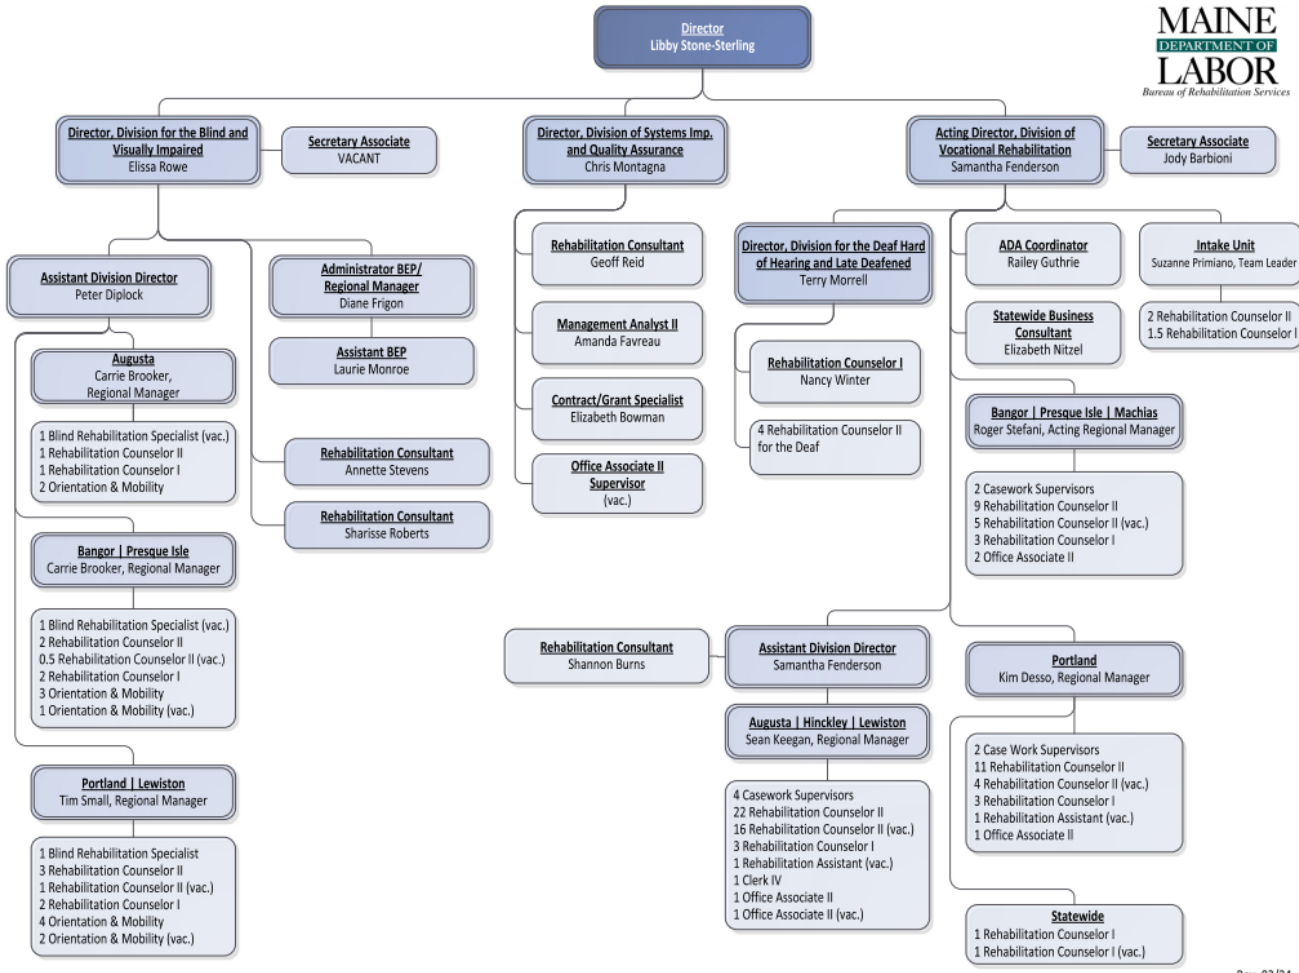 MAINE
DEPARTMENT OF
LABOR
Bureau of Rehabilitation Services
Director
Libby Stone-Sterling
Director, Division for the Blind and
Visually Impaired
Elissa Rowe
Secretary Associate
VACANT
Director, Division of Systems Imp.
and Quality Assurance
Chris Montagna
Acting Director, Division of
Vocational Rehabilitation
Samantha Fenderson
Secretary Associate
Jody Barbioni
Assistant Division Director
Peter Diplock
Administrator BEP/
Regional Manager
Diane Frigon
Assistant BEP
Laurie Monroe
Augusta
Carrie Brooker,
Regional Manager
1 Blind Rehabilitation Specialist (vac.)
1 Rehabilitation Counselor II
1 Rehabilitation Counselor I
2 Orientation & Mobility
Rehabilitation Consultant
Annette Stevens
Rehabilitation Consultant
Sharisse Roberts
Bangor | Presque Isle
Carrie Brooker, Regional Manager
1 Blind Rehabilitation Specialist (vac.)
2 Rehabilitation Counselor II
0.5 Rehabilitation Counselor II (vac.)
2 Rehabilitation Counselor I
3 Orientation & Mobility
1 Orientation & Mobility (vac.)
Portland | Lewiston
Tim Small, Regional Manager
1 Blind Rehabilitation Specialist
3 Rehabilitation Counselor II
1 Rehabilitation Counselor II (vac.)
2 Rehabilitation Counselor I
4 Orientation & Mobility
2 Orientation & Mobility (vac.)
Rehabilitation Consultant
Geoff Reid
Management Analyst II
Amanda Favreau
Contract/Grant Specialist
Elizabeth Bowman
Office Associate II
Supervisor
(vac.)
Director, Division for the Deaf Hard
of Hearing and Late Deafened
Terry Morrell
Rehabilitation Counselor I
Nancy Winter
4 Rehabilitation Counselor II
for the Deaf
ADA Coordinator
Railey Guthrie
Statewide Business
Consultant
Elizabeth Nitzel
Intake Unit
Suzanne Primiano, Team Leader
2 Rehabilitation Counselor II
1.5 Rehabilitation Counselor I
Bangor | Presque Isle | Machias
Roger Stefani, Acting Regional Manager
2 Casework Supervisors
9 Rehabilitation Counselor II
5 Rehabilitation Counselor II (vac.)
3 Rehabilitation Counselor I
2 Office Associate II
Rehabilitation Consultant
Shannon Burns
Assistant Division Director
Samantha Fenderson
Augusta | Hinckley | Lewiston
Sean Keegan, Regional Manager
4 Casework Supervisors
22 Rehabilitation Counselor II
16 Rehabilitation Counselor II (vac.)
3 Rehabilitation Counselor I
1 Rehabilitation Assistant (vac.)
1 Clerk IV
1 Office Associate II
1 Office Associate II (vac.)
Portland
Kim Desso, Regional Manager
2 Case Work Supervisors
11 Rehabilitation Counselor II
4 Rehabilitation Counselor II (vac.)
3 Rehabilitation Counselor I
1 Rehabilitation Assistant (vac.)
1 Office Associate II
Statewide
1 Rehabilitation Counselor I
1 Rehabilitation Counselor I (vac.)